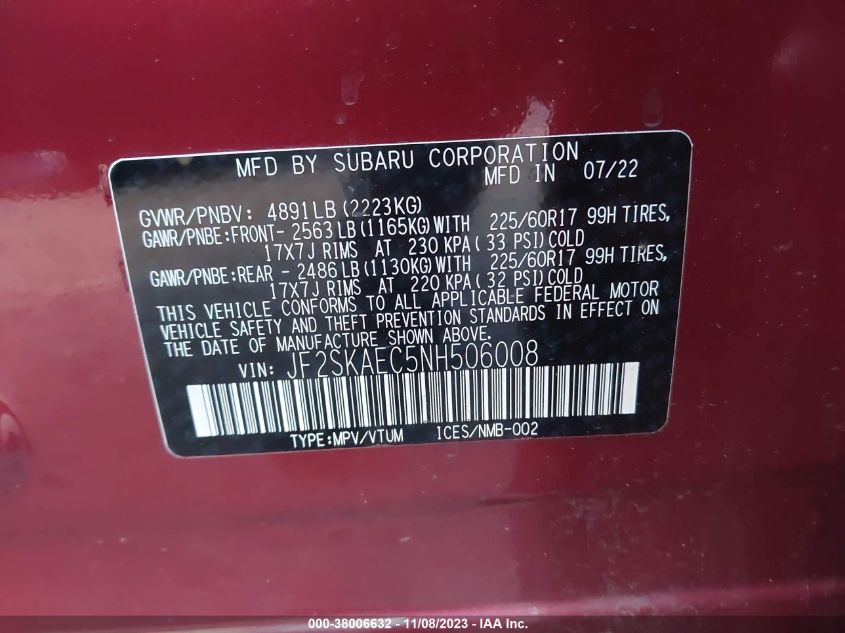 MFD BY SUBARU CORPORATION
MFD IN 07/22
GVWR/PNBV: 4891LB(2223KG)
GAWR/PNBE:FRONT- 2563LB(1165KG)WITH 225/60R17 99H TIRES,
17X7J RIMS AT 230 KPA(33 PSI)COLD
GAWR/PNBE:REAR - 2486LB(1130KG)WITH 225/60R17 99H TIRES,
17X7J RIMS AT 220 KPA(32 PSI)COLD
THIS VEHICLE CONFORMS TO ALL APPLICABLE FEDERAL MOTOR
VEHICLE SAFETY AND THEFT PREVENTION STANDARDS IN EFFECT ON
THE DATE OF MANUFACTURE SHOWN ABOVE.
VIN: JF2SKAEC5NH506008
TYPE:MPV/VTUM ICES/NMB-002
000-38006632 - 11/08/2023 - IAA Inc.